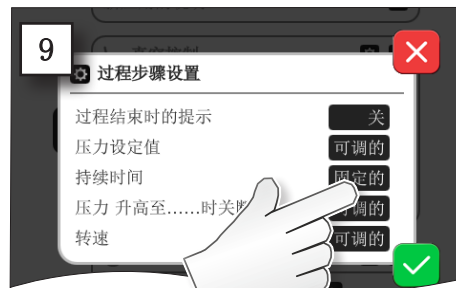 9
过程步骤设置
过程结束时的提示 关
压力设定值 可调的
持续时间 固定的
压力 升高至……时关 可调的
转速 可调的